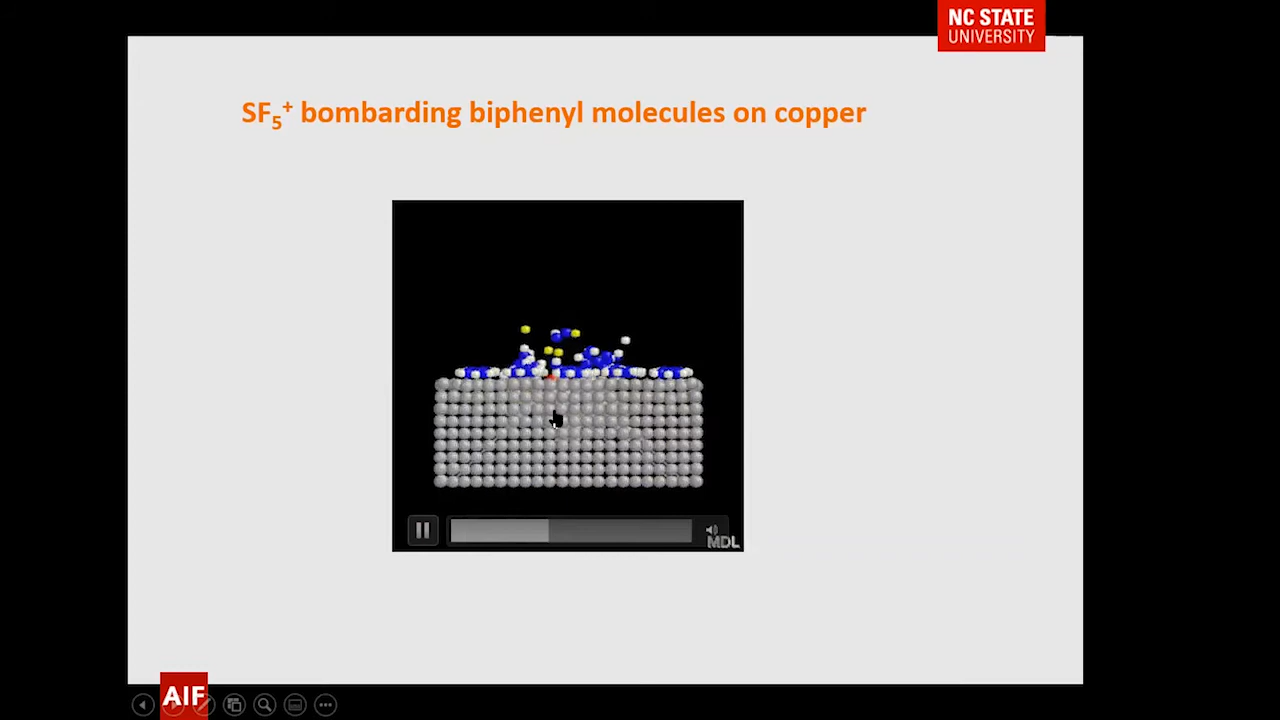 NC STATE
UNIVERSITY
SF₅⁺ bombarding biphenyl molecules on copper
MDL
AIF